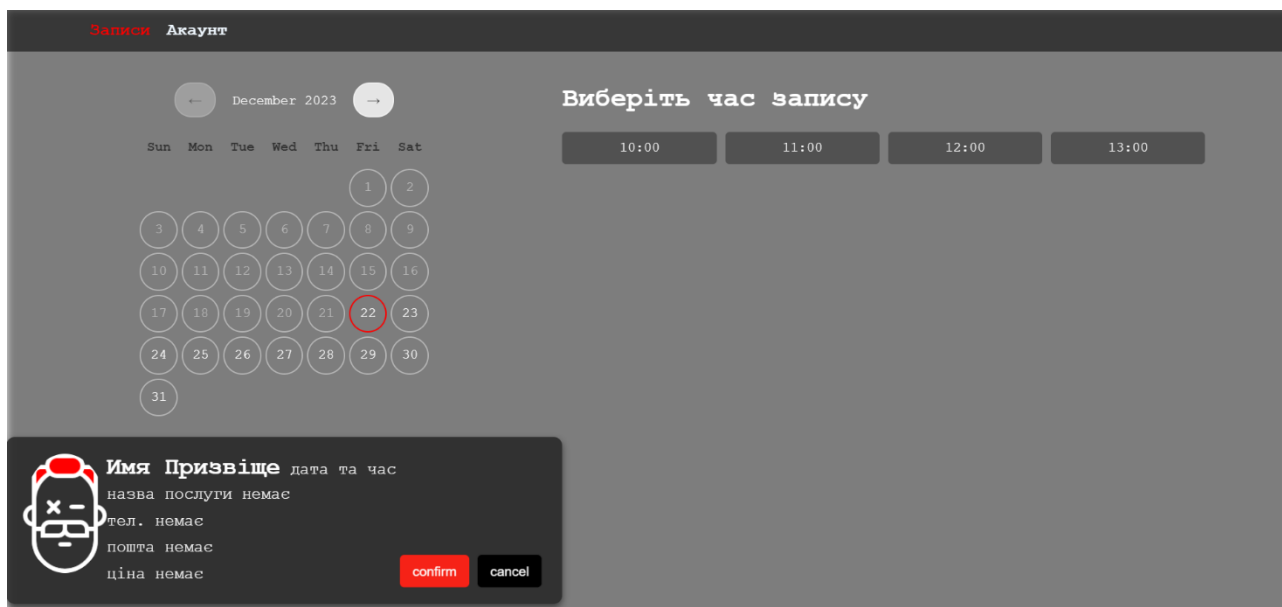 Записи Акаунт
← December 2023 →
Sun Mon Tue Wed Thu Fri Sat
1 2
3 4 5 6 7 8 9
10 11 12 13 14 15 16
17 18 19 20 21 22 23
24 25 26 27 28 29 30
31
Виберіть час запису
10:00 11:00 12:00 13:00
Имя Призвіще дата та час
назва послуги немає
тел. немає
пошта немає
ціна немає
confirm cancel